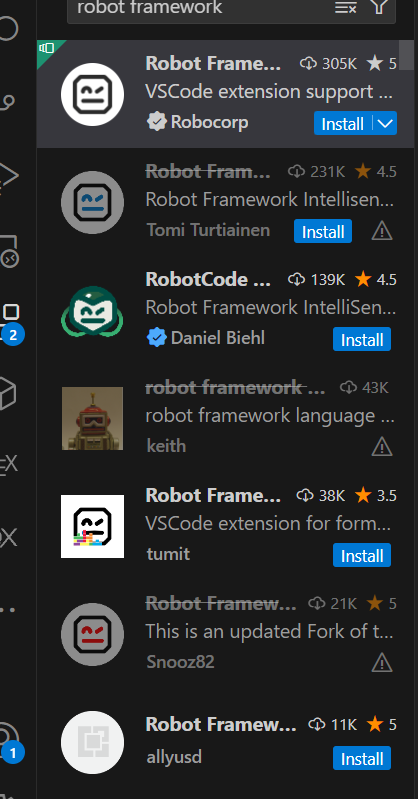 robot framework
Robot Frame... 305K ★ 5
VSCode extension support ...
Robocorp Install
Robot Fram... 231K ★ 4.5
Robot Framework Intellisen...
Tomi Turtiainen Install
RobotCode ... 139K ★ 4.5
Robot Framework IntelliSen...
Daniel Biehl Install
2
robot framework ... 43K
robot framework language ...
keith
X
Robot Frame... 38K ★ 3.5
VSCode extension for form...
tumit Install
X
Robot Framew... 21K ★ 5
This is an updated Fork of t...
Snooz82
Robot Framew... 11K ★ 5
allyusd Install
1